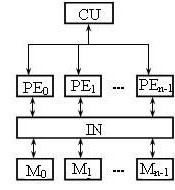 CU
PE0 PE1 ... PEn-1
IN
M0 M1 ... Mn-1